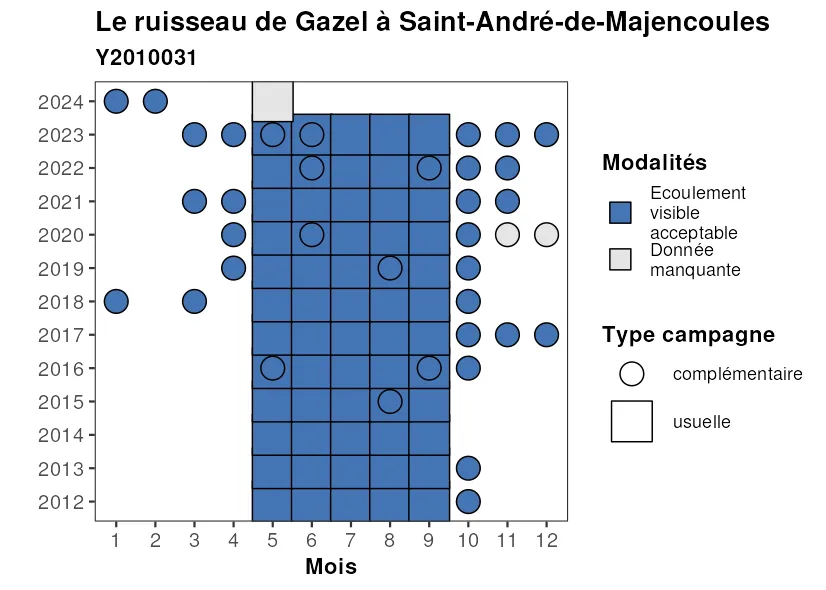 Le ruisseau de Gazel à Saint-André-de-Majencoules
Y2010031
2024
2023
2022
2021
2020
2019
2018
2017
2016
2015
2014
2013
2012
1 2 3 4 5 6 7 8 9 10 11 12
Mois
Modalités
Ecoulement
visible
acceptable
Donnée
manquante
Type campagne
complémentaire
usuelle